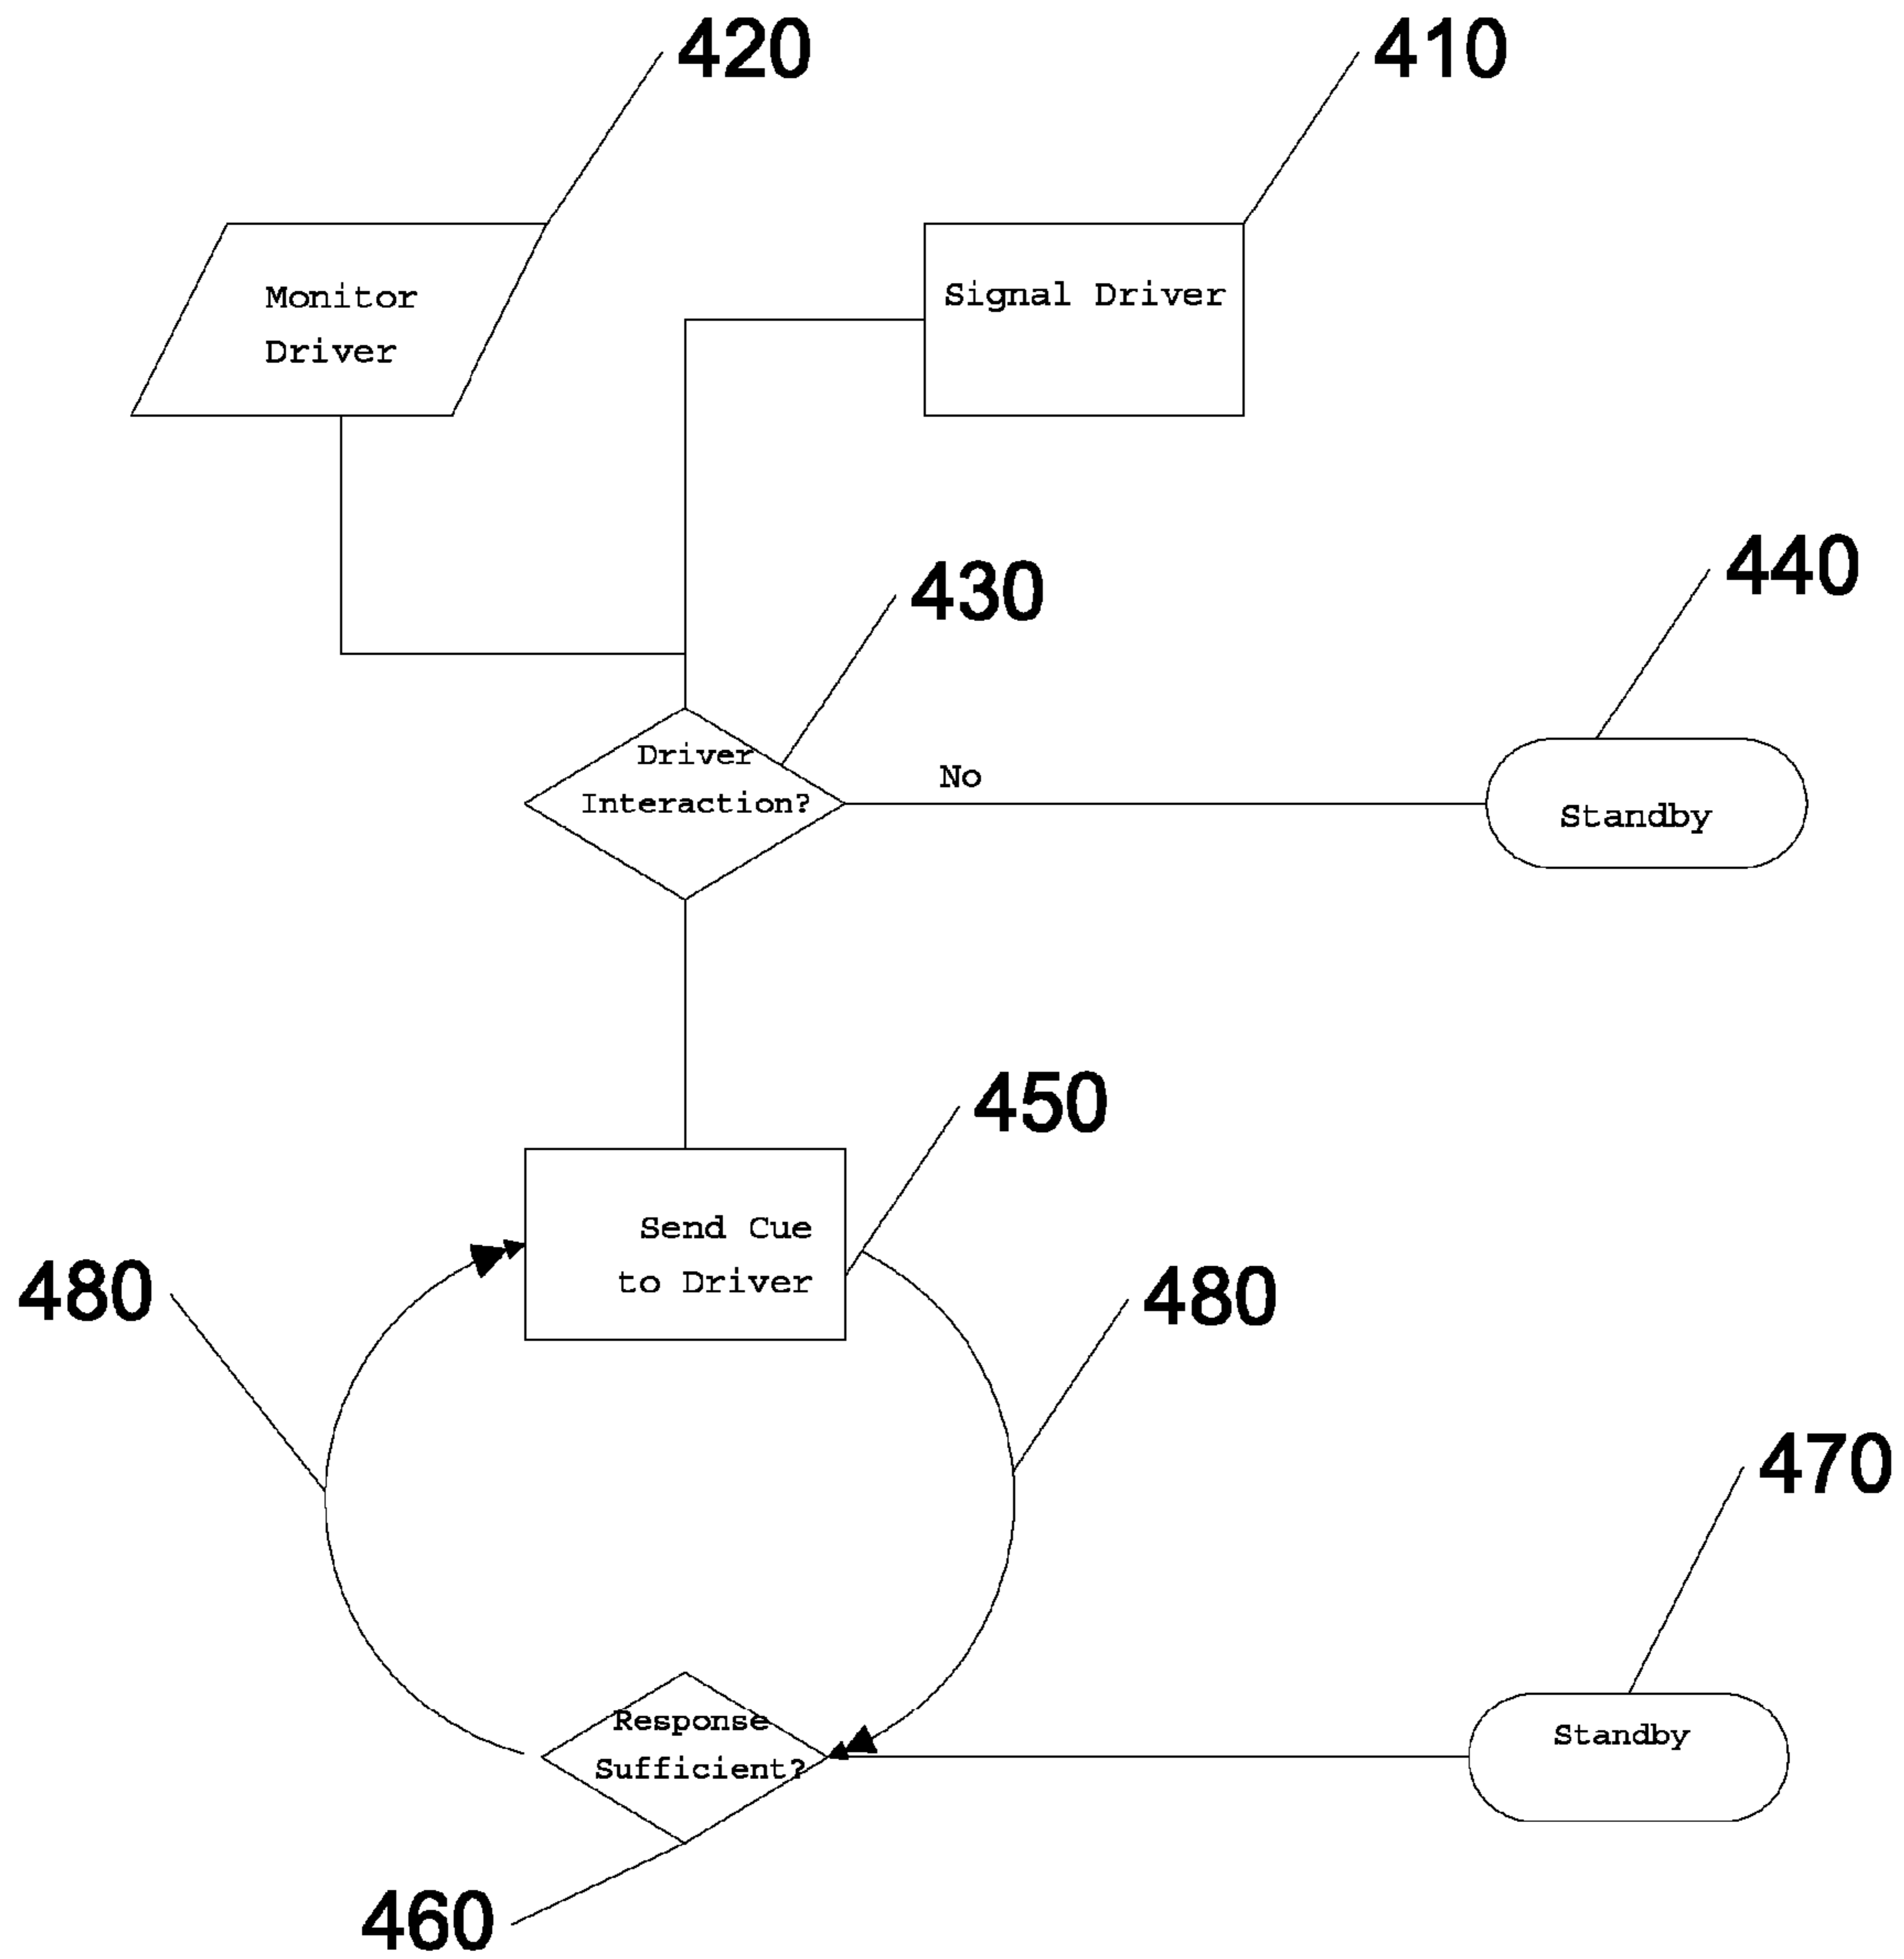 420
410
Monitor
Driver
Signal Driver
430
440
Driver
Interaction?
No
Standby
450
Send Cue
to Driver
480
480
470
Response
Sufficient?
Standby
460